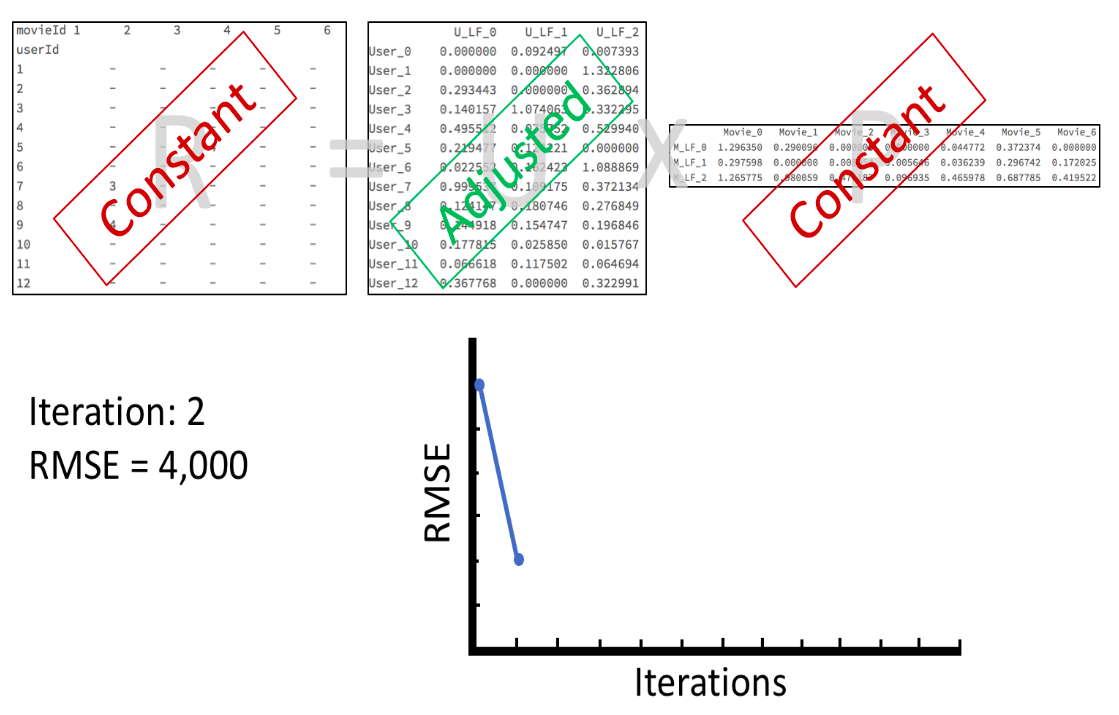 movieId 1 2 3 4 5 6
userId
1 – – – – –
2 – – – – –
3 – – – – –
4 – – – –
5 – – – –
6 – – – –
7 3 – – – –
8 – – – –
9 4 – – – –
10 – – – – –
11 – – – – –
12 – – – – –
Constant
R = U x P
U_LF_0 U_LF_1 U_LF_2
User_0 0.000000 0.092497 0.007393
User_1 0.000000 0.000000 1.322806
User_2 0.293443 0.000000 0.362894
User_3 0.140157 1.074063 0.332295
User_4 0.529940
User_5 0.219477 0.000000
User_6 1.088869
User_7 0.372134
User_8 0.180746 0.276849
User_9 0.154747 0.196846
User_10 0.177815 0.025850 0.015767
User_11 0.066618 0.117502 0.064694
User_12 0.367768 0.000000 0.322991
Adjusted
Movie_0 Movie_1 Movie_2 Movie_3 Movie_4 Movie_5 Movie_6
M_LF_0 1.296350 0.290096 0.044772 0.372374 0.000000
M_LF_1 0.297598 0.000000 0.005646 0.036239 0.296742 0.172025
M_LF_2 1.265775 0.096935 0.465978 0.687785 0.419522
Constant
Iteration: 2
RMSE = 4,000
RMSE
Iterations